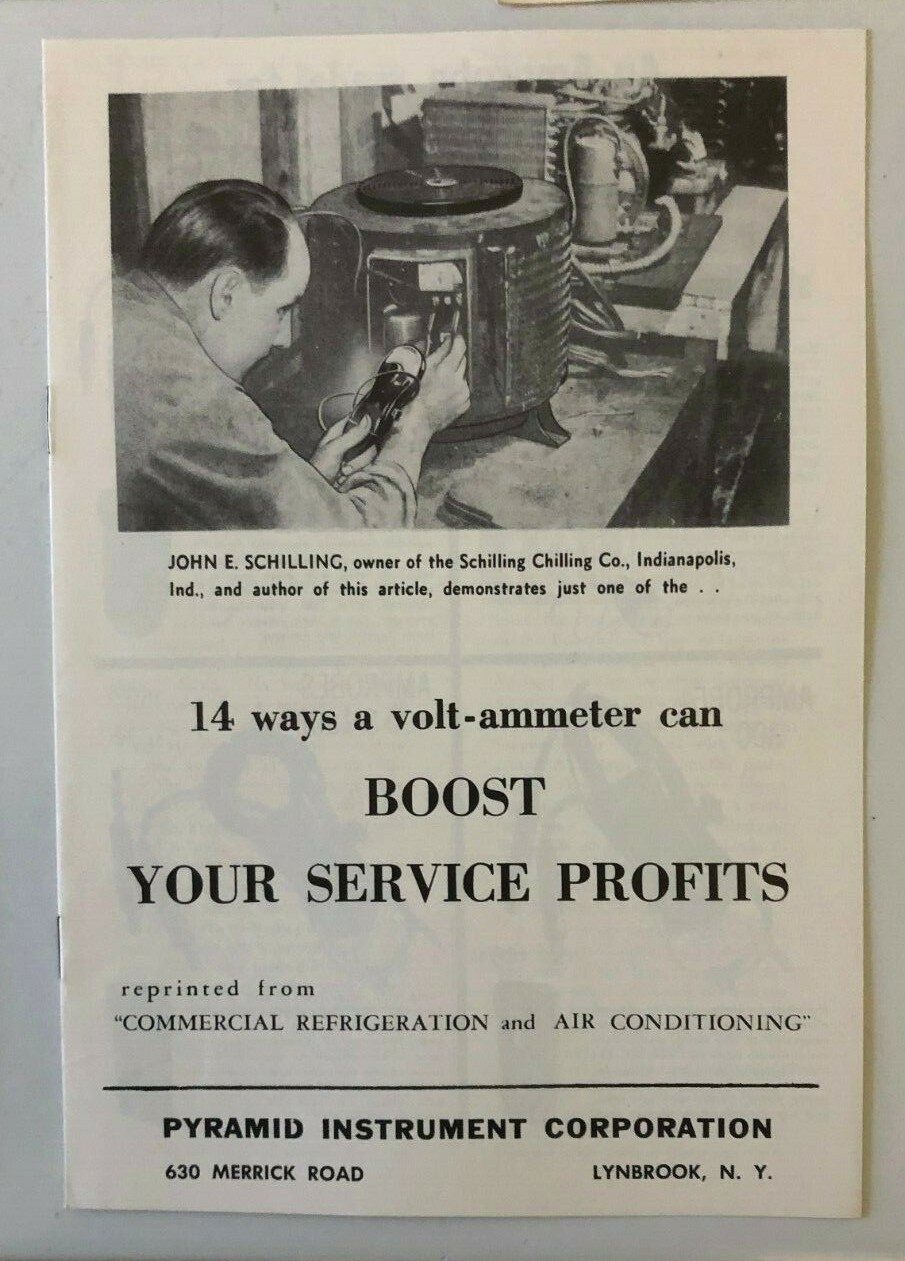 JOHN E. SCHILLING, owner of the Schilling Chilling Co., Indianapolis,
Ind., and author of this article, demonstrates just one of the . .
14 ways a volt-ammeter can
BOOST
YOUR SERVICE PROFITS
reprinted from
“COMMERCIAL REFRIGERATION and AIR CONDITIONING”
PYRAMID INSTRUMENT CORPORATION
630 MERRICK ROAD LYNBROOK, N. Y.